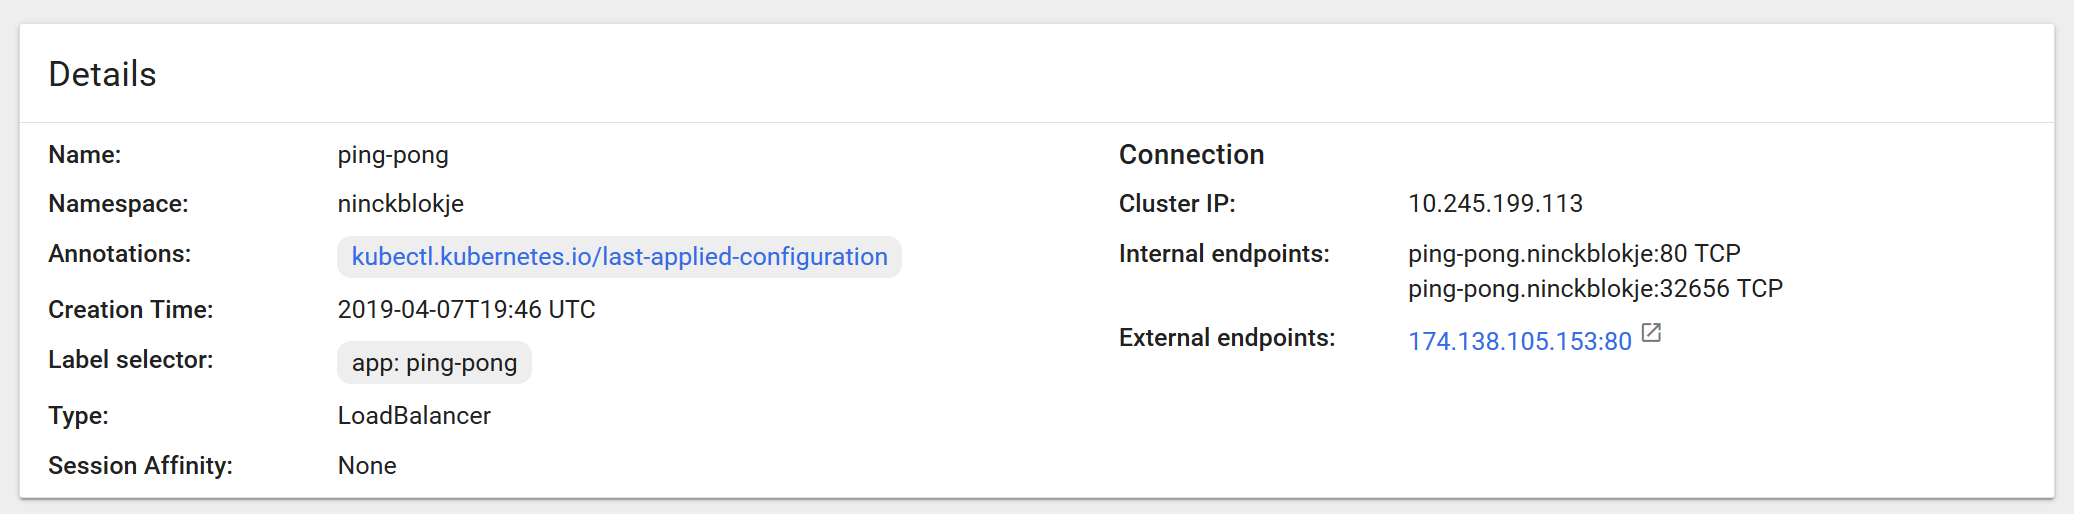 Details
Name: ping-pong
Namespace: ninckblokje
Annotations: kubectl.kubernetes.io/last-applied-configuration
Creation Time: 2019-04-07T19:46 UTC
Label selector: app: ping-pong
Type: LoadBalancer
Session Affinity: None
Connection
Cluster IP: 10.245.199.113
Internal endpoints: ping-pong.ninckblokje:80 TCP
ping-pong.ninckblokje:32656 TCP
External endpoints: 174.138.105.153:80